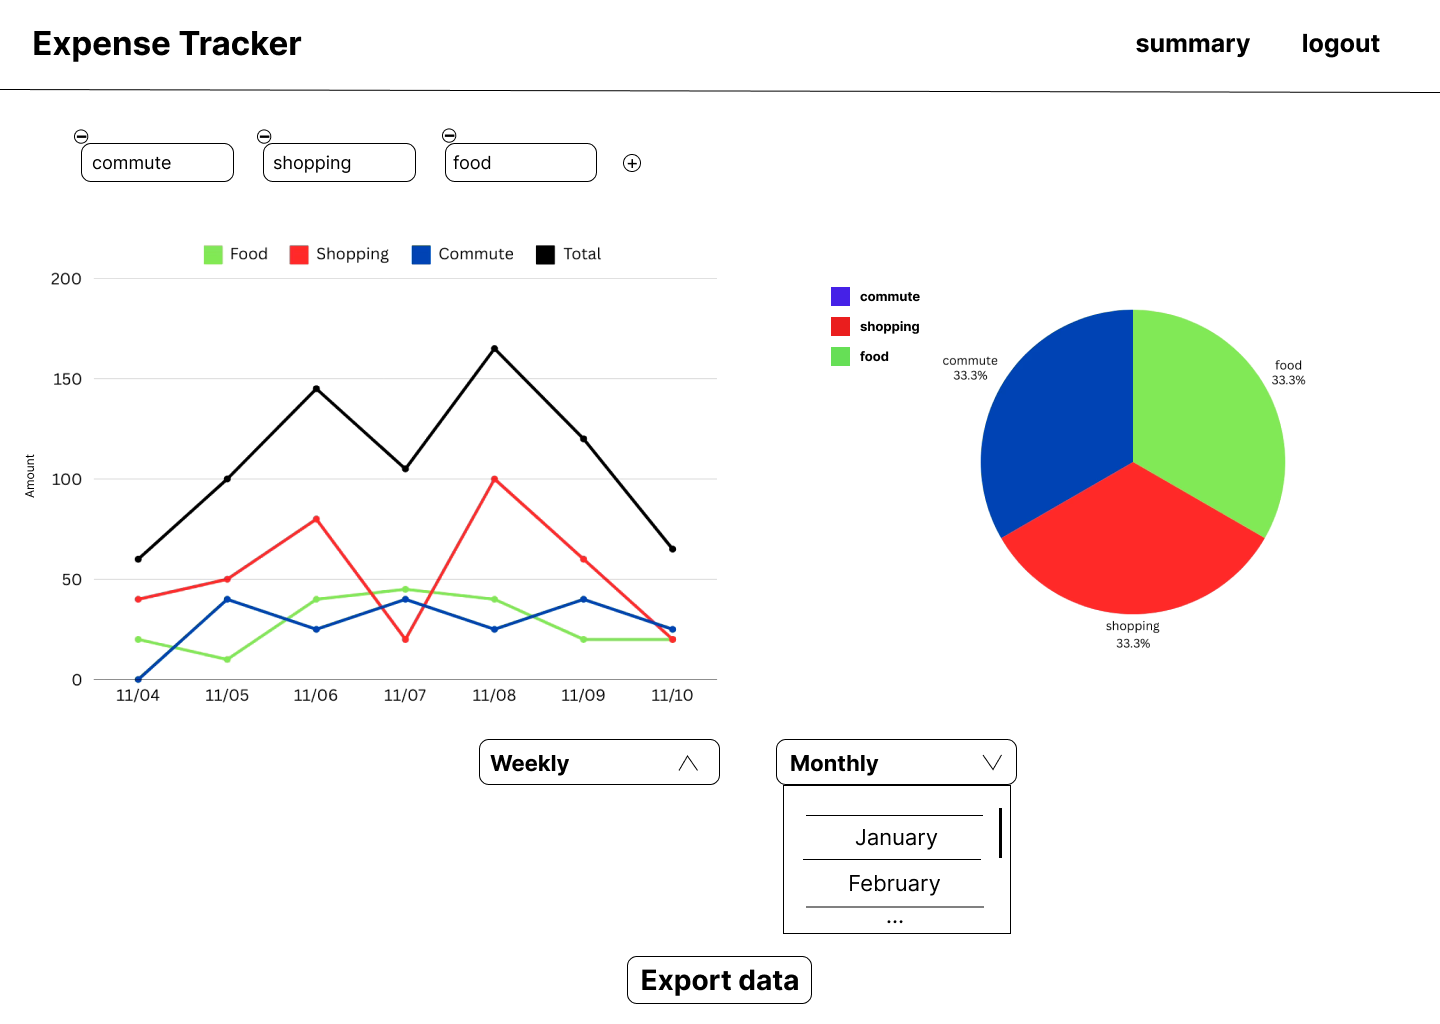 Expense Tracker
summary
logout
commute
shopping
food
Food
Shopping
Commute
Total
200
150
100
50
0
Amount
11/04
11/05
11/06
11/07
11/08
11/09
11/10
commute
shopping
food
commute
33.3%
food
33.3%
shopping
33.3%
Weekly
Monthly
January
February
...
Export data